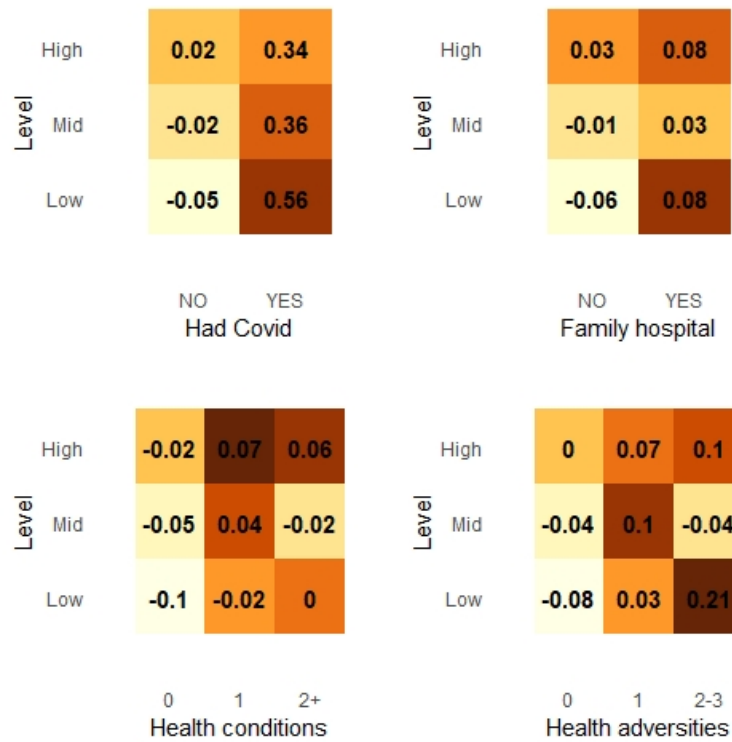 High 0.02 0.34
Mid -0.02 0.36
Low -0.05 0.56
Level
NO YES
Had Covid
High 0.03 0.08
Mid -0.01 0.03
Low -0.06 0.08
Level
NO YES
Family hospital
High -0.02 0.07 0.06
Mid -0.05 0.04 -0.02
Low -0.1 -0.02 0
Level
0 1 2+
Health conditions
High 0 0.07 0.1
Mid -0.04 0.1 -0.04
Low -0.08 0.03 0.21
Level
0 1 2-3
Health adversities